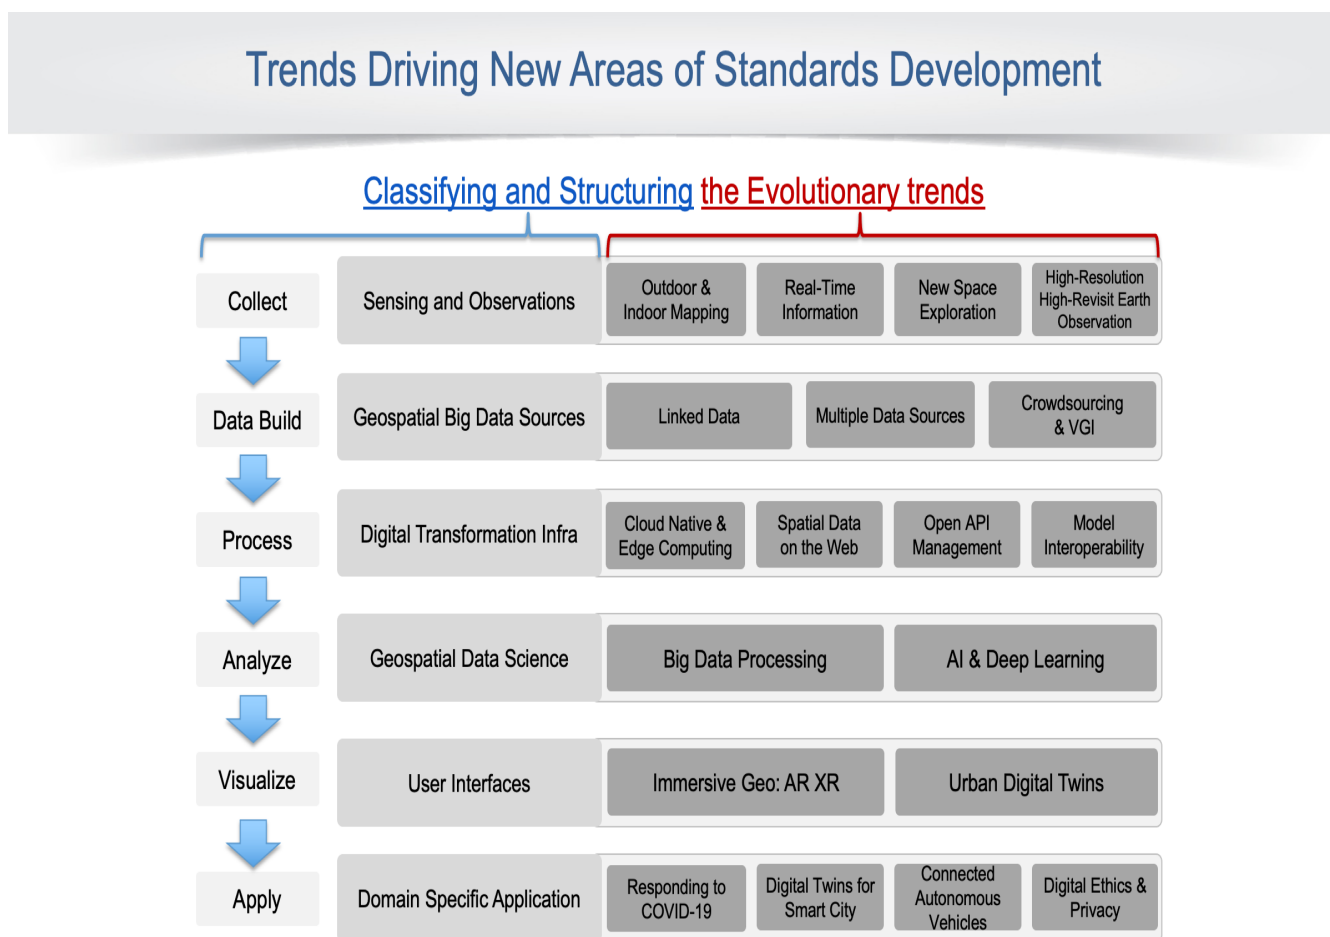 Trends Driving New Areas of Standards Development
Classifying and Structuring the Evolutionary trends
Collect
Sensing and Observations
Outdoor &
Indoor Mapping
Real-Time
Information
New Space
Exploration
High-Resolution
High-Revisit Earth
Observation
Data Build
Geospatial Big Data Sources
Linked Data
Multiple Data Sources
Crowdsourcing
& VGI
Process
Digital Transformation Infra
Cloud Native &
Edge Computing
Spatial Data
on the Web
Open API
Management
Model
Interoperability
Analyze
Geospatial Data Science
Big Data Processing
AI & Deep Learning
Visualize
User Interfaces
Immersive Geo: AR XR
Urban Digital Twins
Apply
Domain Specific Application
Responding to
COVID-19
Digital Twins for
Smart City
Connected
Autonomous
Vehicles
Digital Ethics &
Privacy